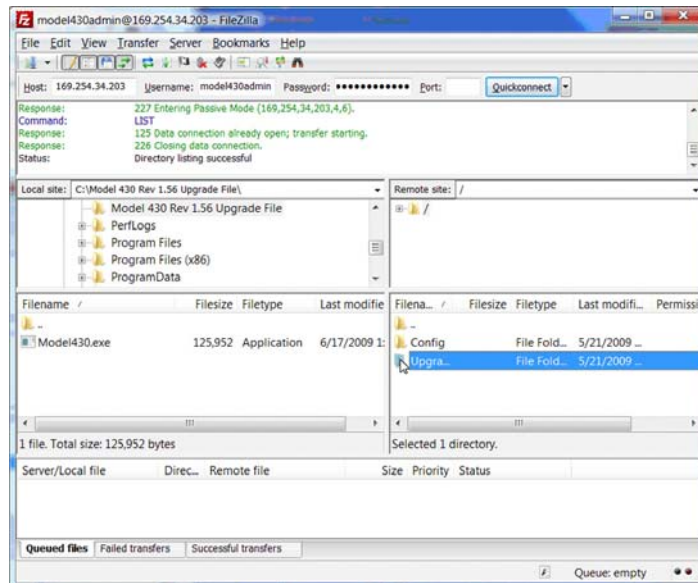 model430admin@169.254.34.203 - FileZilla
File Edit View Transfer Server Bookmarks Help
Host: 169.254.34.203 Username: model430admin Password: ●●●●●●●●●●●● Port: Quickconnect
Response: 227 Entering Passive Mode (169,254,34,203,4,6).
Command: LIST
Response: 125 Data connection already open; transfer starting.
Response: 226 Closing data connection.
Status: Directory listing successful
Local site: C:\Model 430 Rev 1.56 Upgrade File\ Remote site: /
Model 430 Rev 1.56 Upgrade File /
PerfLogs
Program Files
Program Files (x86)
ProgramData
Filename / Filesize Filetype Last modifie Filena... / Filesize Filetype Last modifi... Permissi
.. ..
Model430.exe 125,952 Application 6/17/2009 1: Config File Fold... 5/21/2009 ...
Upgra... File Fold... 5/21/2009 ...
1 file. Total size: 125,952 bytes Selected 1 directory.
Server/Local file Direc... Remote file Size Priority Status
Queued files Failed transfers Successful transfers
Queue: empty